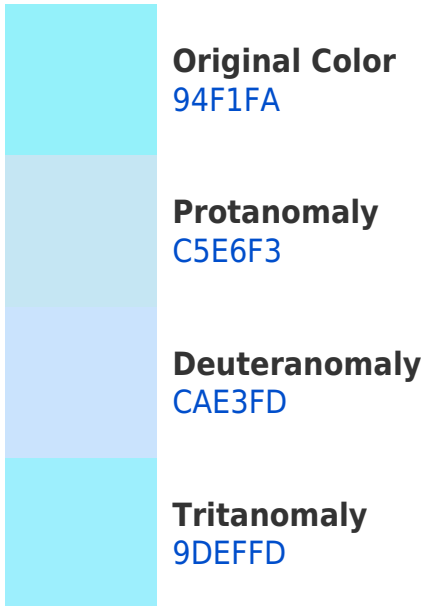 Original Color
94F1FA
Protanomaly
C5E6F3
Deuteranomaly
CAE3FD
Tritanomaly
9DEFFD